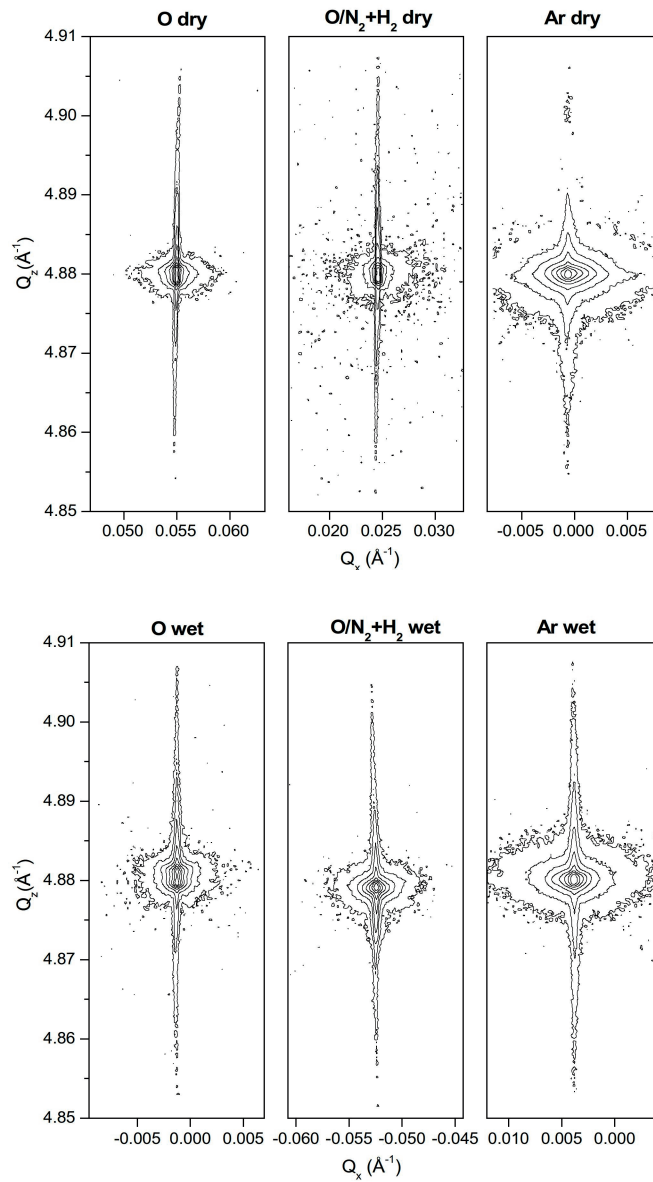 O dry O/N2+H2 dry Ar dry
4.91
4.90
4.89
4.88
4.87
4.86
4.85
Qz (Å-1)
0.050 0.055 0.060 0.020 0.025 0.030 -0.005 0.000 0.005
Qx (Å-1)
O wet O/N2+H2 wet Ar wet
4.91
4.90
4.89
4.88
4.87
4.86
4.85
Qz (Å-1)
-0.005 0.000 0.005 -0.060 -0.055 -0.050 -0.045 0.010 0.005 0.000
Qx (Å-1)